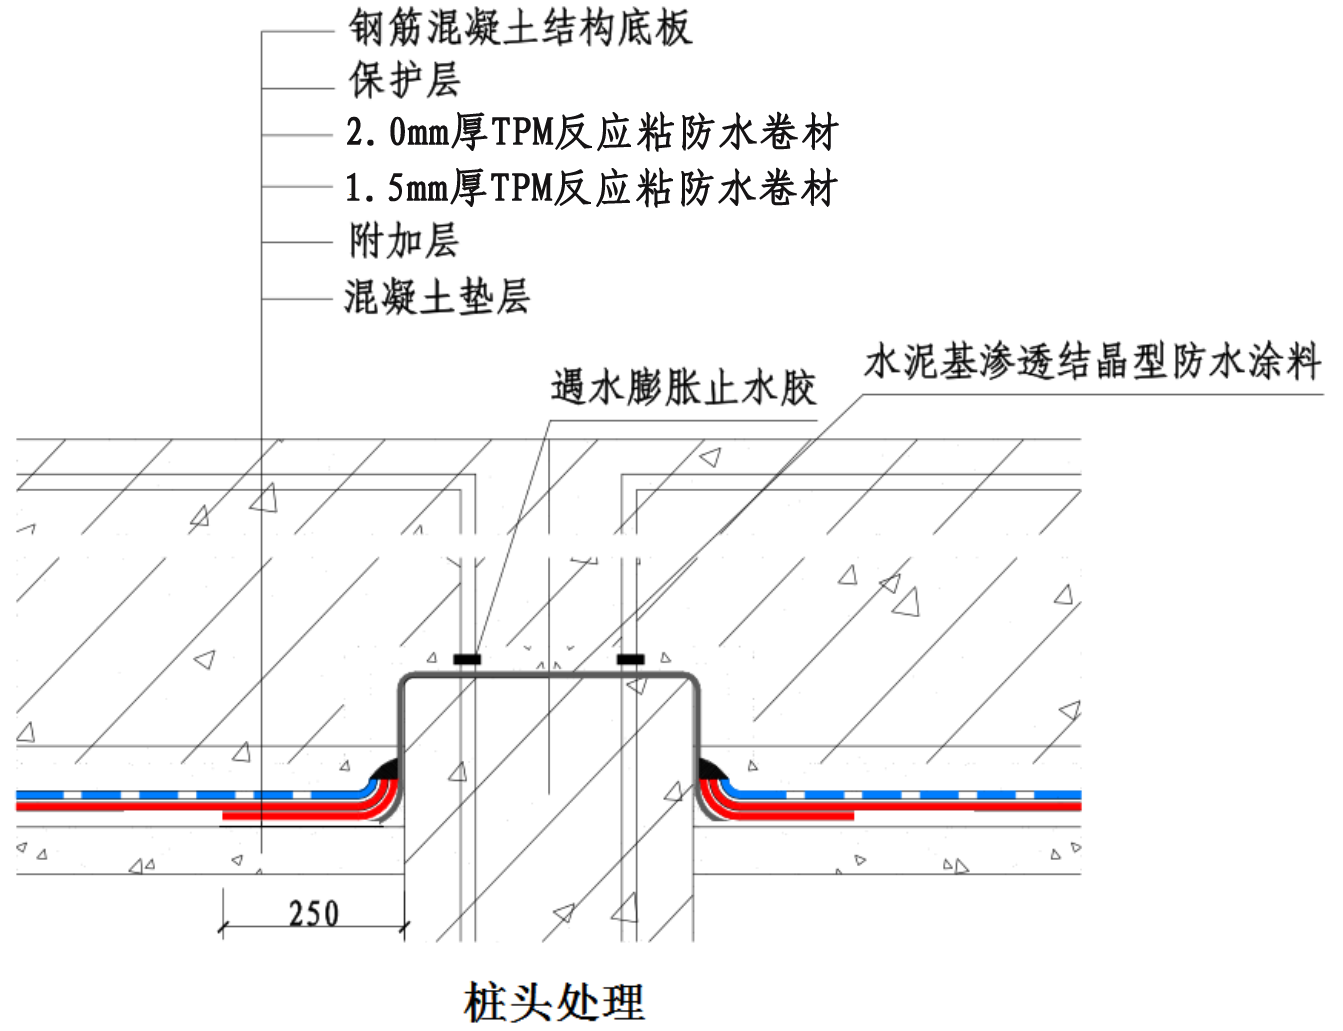 钢筋混凝土结构底板
保护层
2.0mm厚TPM反应粘防水卷材
1.5mm厚TPM反应粘防水卷材
附加层
混凝土垫层
水泥基渗透结晶型防水涂料
遇水膨胀止水胶
250
桩头处理